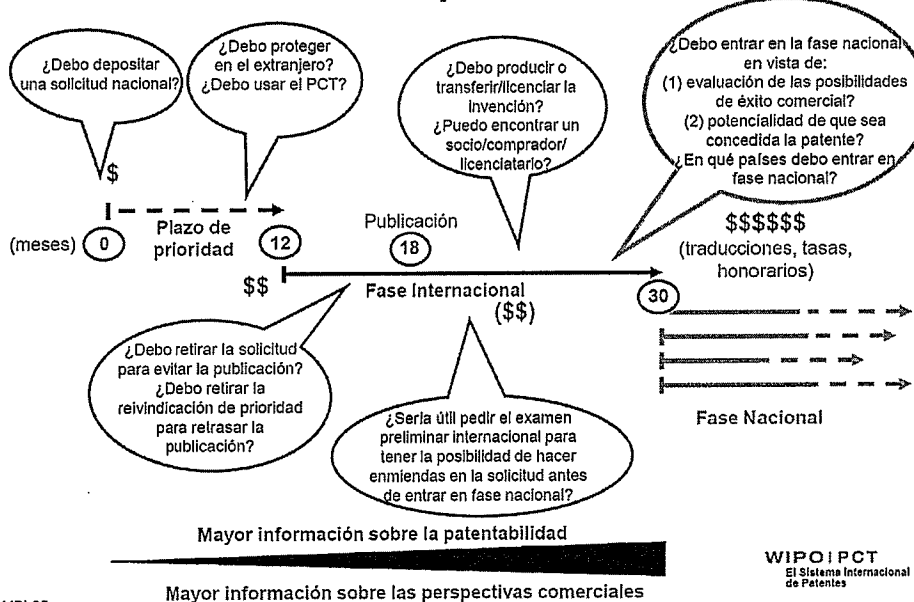 ¿Debo depositar
una solicitud nacional?
¿Debo proteger
en el extranjero?
¿Debo usar el PCT?
¿Debo producir o
transferir/licenciar la
invención?
¿Puedo encontrar un
socio/comprador/
licenciatario?
¿Debo entrar en la fase nacional
en vista de:
(1) evaluación de las posibilidades
de éxito comercial?
(2) potencialidad de que sea
concedida la patente?
¿En qué países debo entrar en
fase nacional?
$
(meses) 0
Plazo de
prioridad
12
Publicación
18
$$$$$$
(traducciones, tasas,
honorarios)
$$
Fase Internacional
($$)
30
¿Debo retirar la solicitud
para evitar la publicación?
¿Debo retirar la
reivindicación de prioridad
para retrasar la
publicación?
¿Sería útil pedir el examen
preliminar internacional para
tener la posibilidad de hacer
enmiendas en la solicitud antes
de entrar en fase nacional?
Fase Nacional
Mayor información sobre la patentabilidad
Mayor información sobre las perspectivas comerciales
WIPO|PCT
El Sistema Internacional
de Patentes